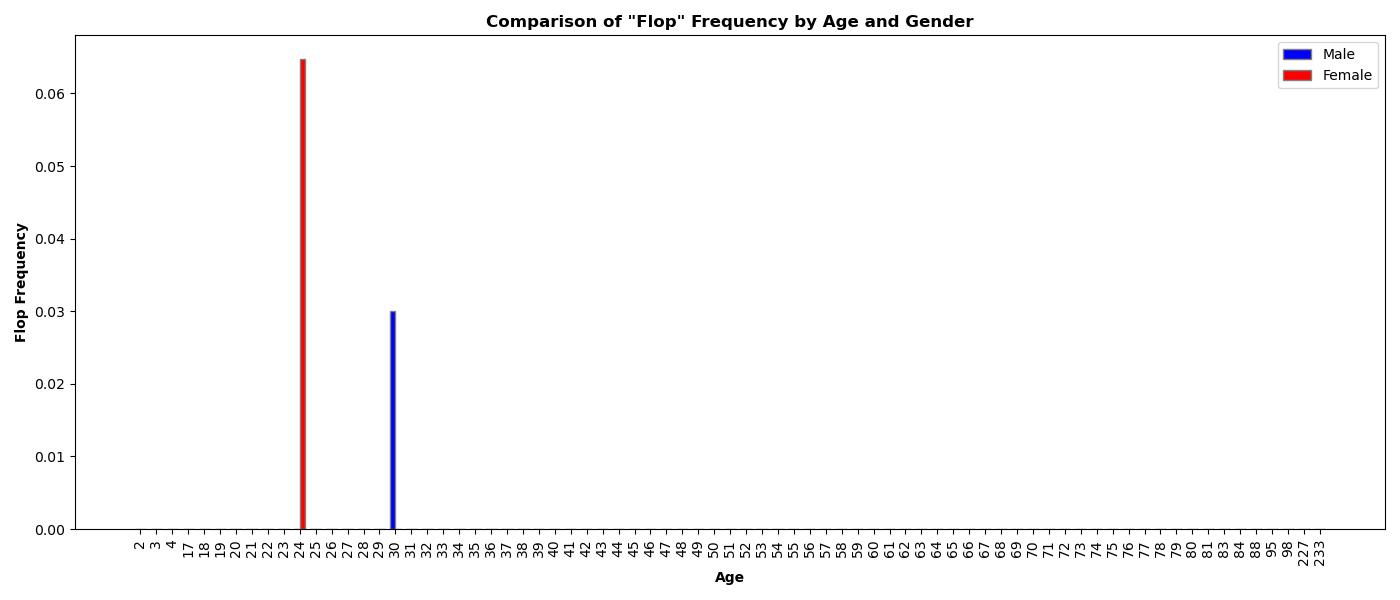 Comparison of "Flop" Frequency by Age and Gender
Male
Female
Flop Frequency
0.06
0.05
0.04
0.03
0.02
0.01
0.00
2 3 4 17 18 19 20 21 22 23 24 25 26 27 28 29 30 31 32 33 34 35 36 37 38 39 40 41 42 43 44 45 46 47 48 49 50 51 52 53 54 55 56 57 58 59 60 61 62 63 64 65 66 67 68 69 70 71 72 73 74 75 76 77 78 79 80 81 83 84 88 95 98 227 233
Age